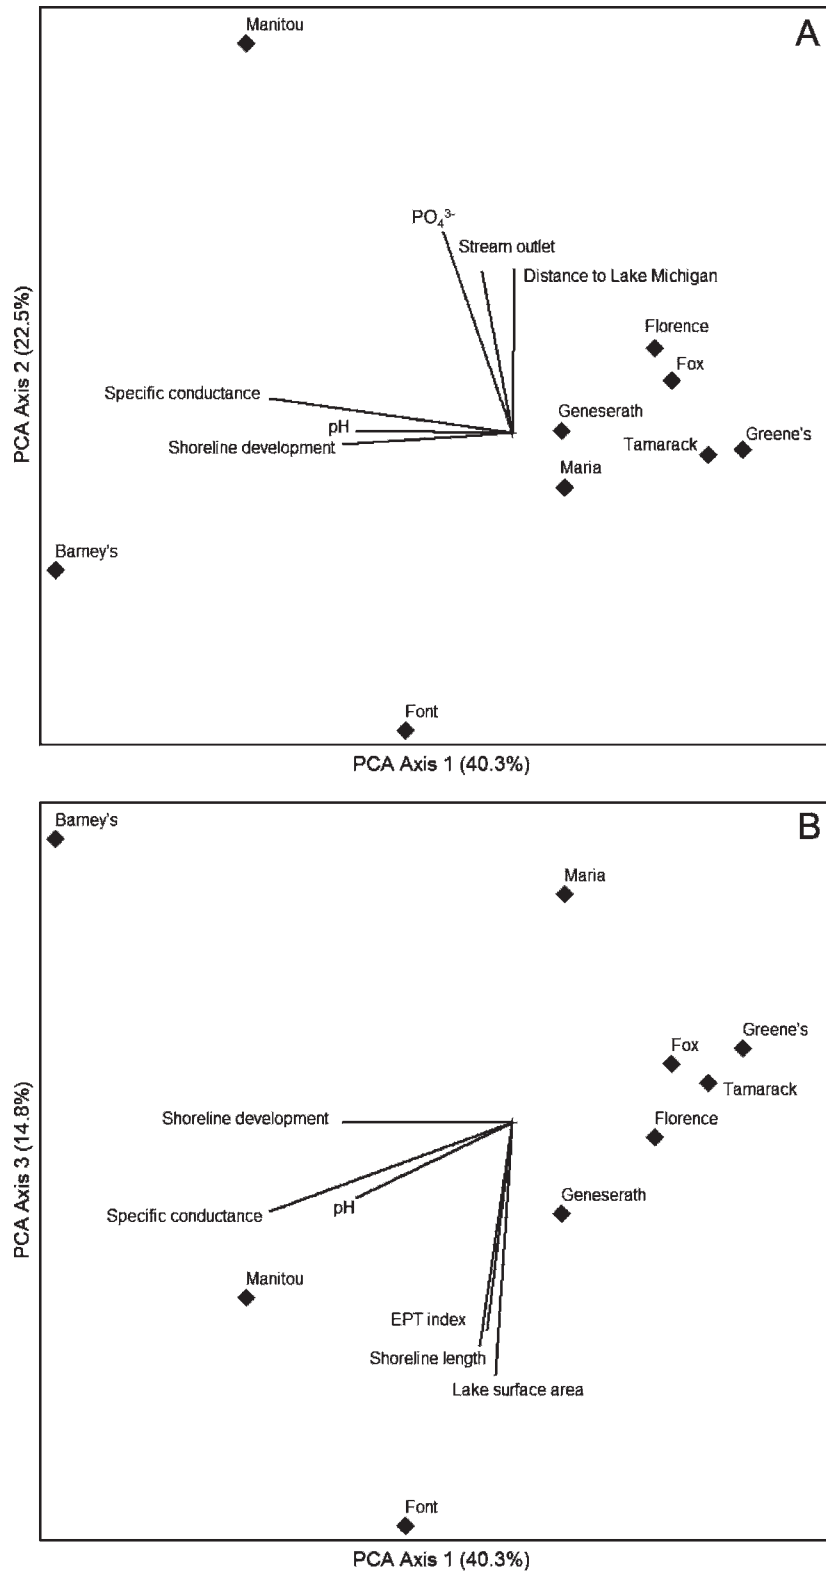 Manitou
A
PO₄³⁻
Stream outlet
Distance to Lake Michigan
Florence
Fox
Specific conductance
pH
Geneserath
Shoreline development
Tamarack
Greene's
Maria
Barney's
Font
PCA Axis 2 (22.5%)
PCA Axis 1 (40.3%)
Barney's
B
Maria
Greene's
Fox
Tamarack
Shoreline development
Florence
Specific conductance
pH
Geneserath
Manitou
EPT index
Shoreline length
Lake surface area
Font
PCA Axis 3 (14.8%)
PCA Axis 1 (40.3%)